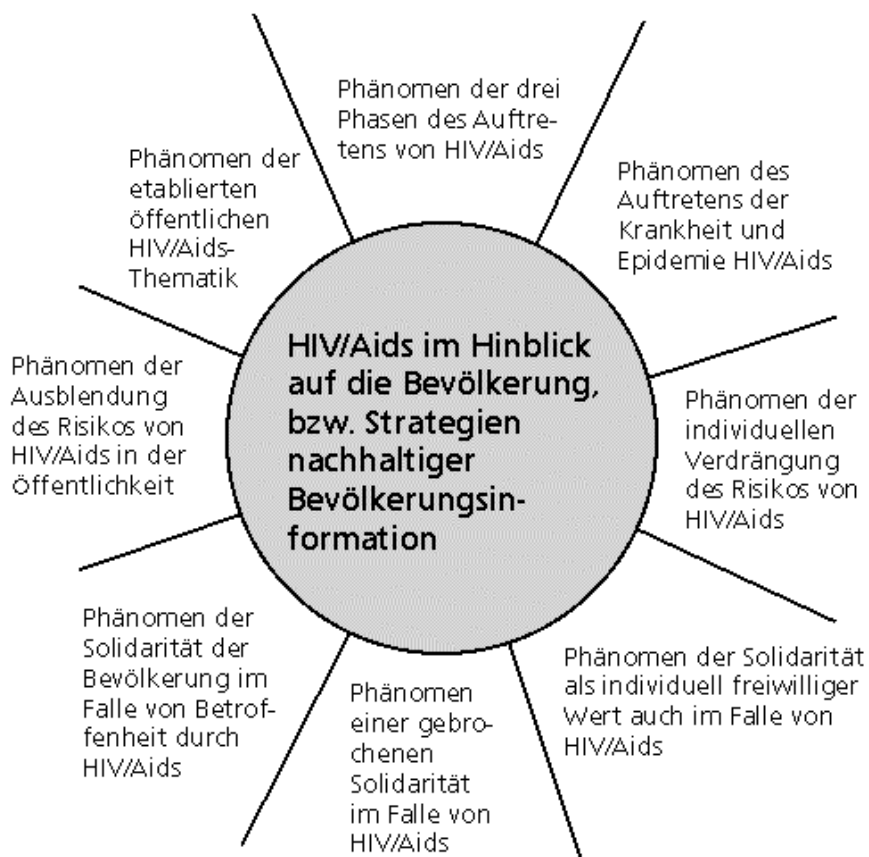 Phänomen der drei
Phasen des Auftre-
tens von HIV/Aids
Phänomen des
Auftretens der
Krankheit und
Epidemie HIV/Aids
Phänomen der
individuellen
Verdrängung
des Risikos von
HIV/Aids
Phänomen der Solidarität
als individuell freiwilliger
Wert auch im Falle von
HIV/Aids
Phänomen
einer gebro-
chenen
Solidarität
im Falle von
HIV/Aids
Phänomen der
Solidarität der
Bevölkerung im
Falle von Betrof-
fenheit durch
HIV/Aids
Phänomen der
Ausblendung
des Risikos von
HIV/Aids in der
Öffentlichkeit
Phänomen der
etablierten
öffentlichen
HIV/Aids-
Thematik
HIV/Aids im Hinblick
auf die Bevölkerung,
bzw. Strategien
nachhaltiger
Bevölkerungsin-
formation